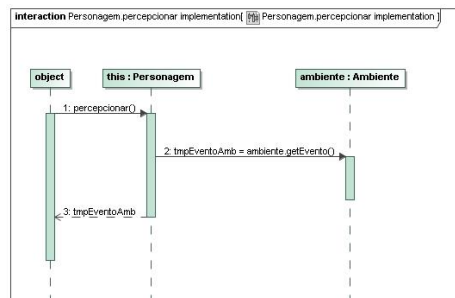 interaction Personagem.percepcionar implementation[ Personagem.percepcionar implementation ]
object
this : Personagem
ambiente : Ambiente
1: percepcionar()
2: tmpEventoAmb = ambiente.getEvento()
3: tmpEventoAmb